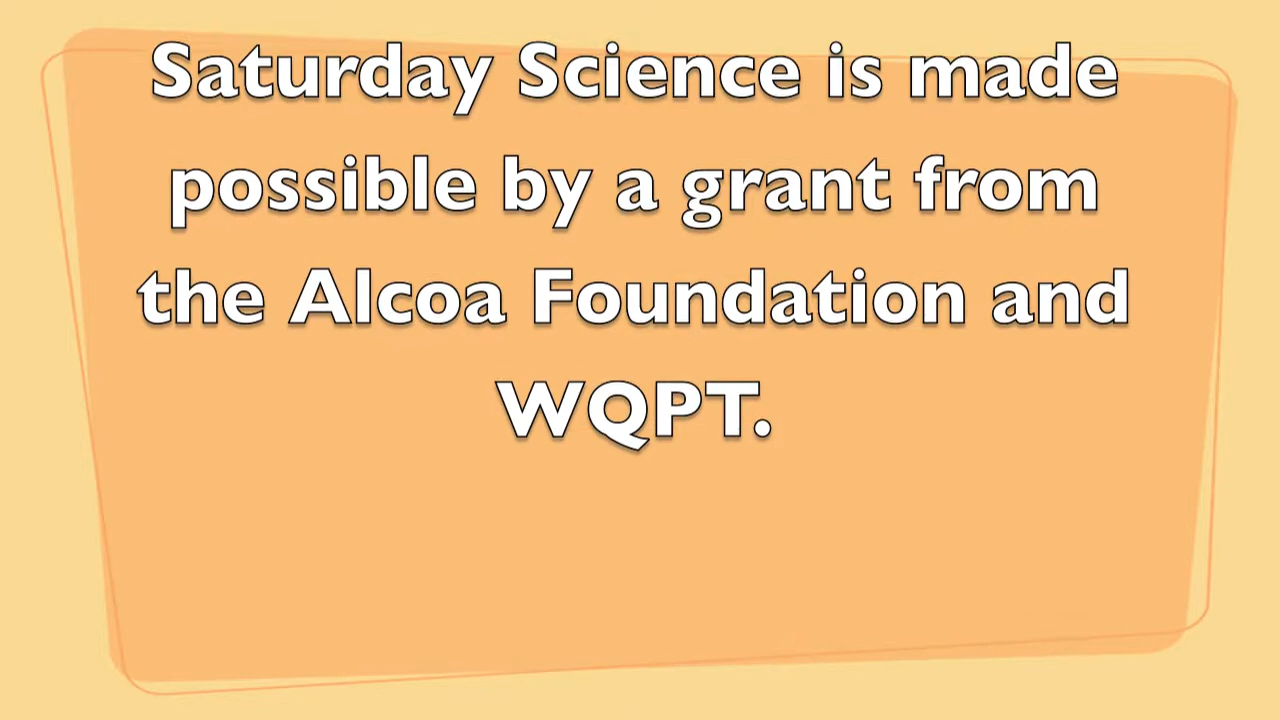 Saturday Science is made
possible by a grant from
the Alcoa Foundation and
WQPT.